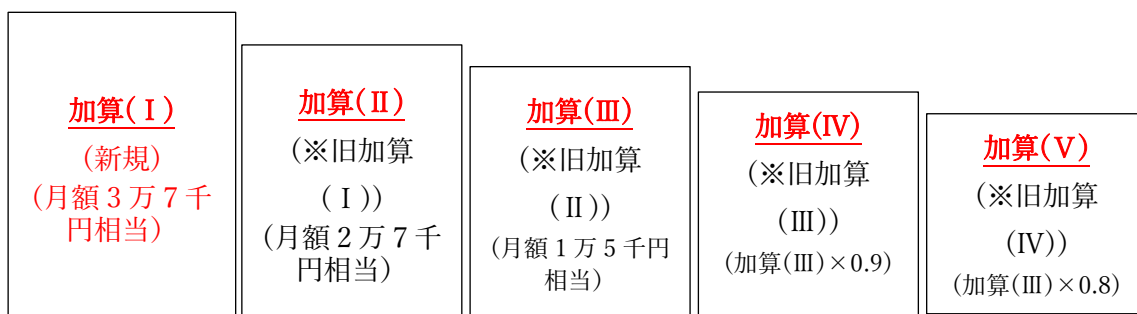 加算(Ⅰ)
(新規)
(月額３万７千
円相当)
加算(Ⅱ)
(※旧加算
(Ⅰ))
(月額２万７千
円相当)
加算(Ⅲ)
(※旧加算
(Ⅱ))
(月額１万５千円
相当)
加算(Ⅳ)
(※旧加算
(Ⅲ))
(加算(Ⅲ)×0.9)
加算(Ⅴ)
(※旧加算
(Ⅳ))
(加算(Ⅲ)×0.8)